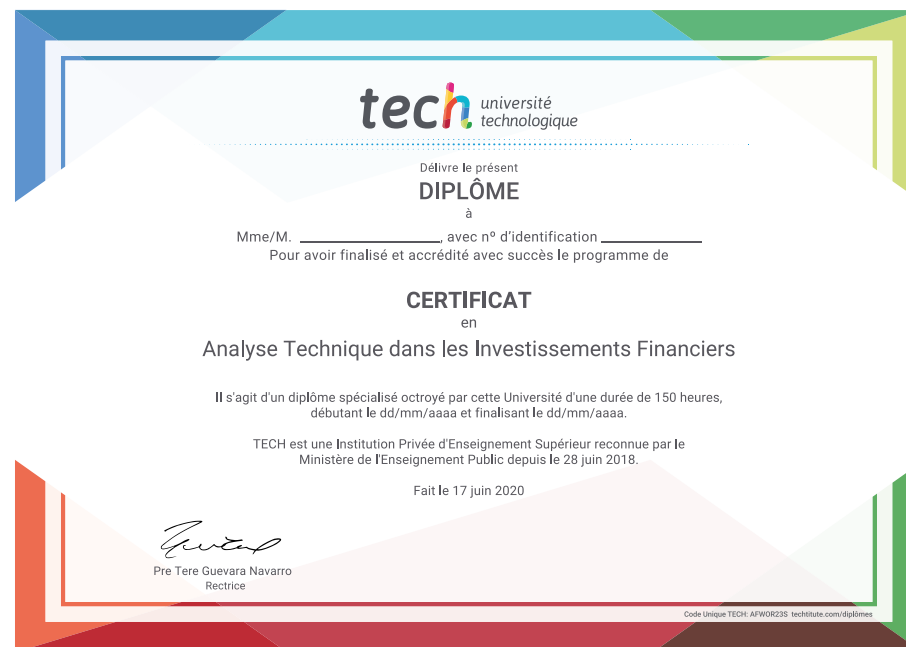 tech université
technologique
Délivre le présent
DIPLÔME
à
Mme/M. ____________________, avec nº d'identification ______________
Pour avoir finalisé et accrédité avec succès le programme de
CERTIFICAT
en
Analyse Technique dans les Investissements Financiers
Il s'agit d'un diplôme spécialisé octroyé par cette Université d'une durée de 150 heures,
débutant le dd/mm/aaaa et finalisant le dd/mm/aaaa.
TECH est une Institution Privée d'Enseignement Supérieur reconnue par le
Ministère de l'Enseignement Public depuis le 28 juin 2018.
Fait le 17 juin 2020
Pre Tere Guevara Navarro
Rectrice
Code Unique TECH: AFWOR23S techtitute.com/diplômes